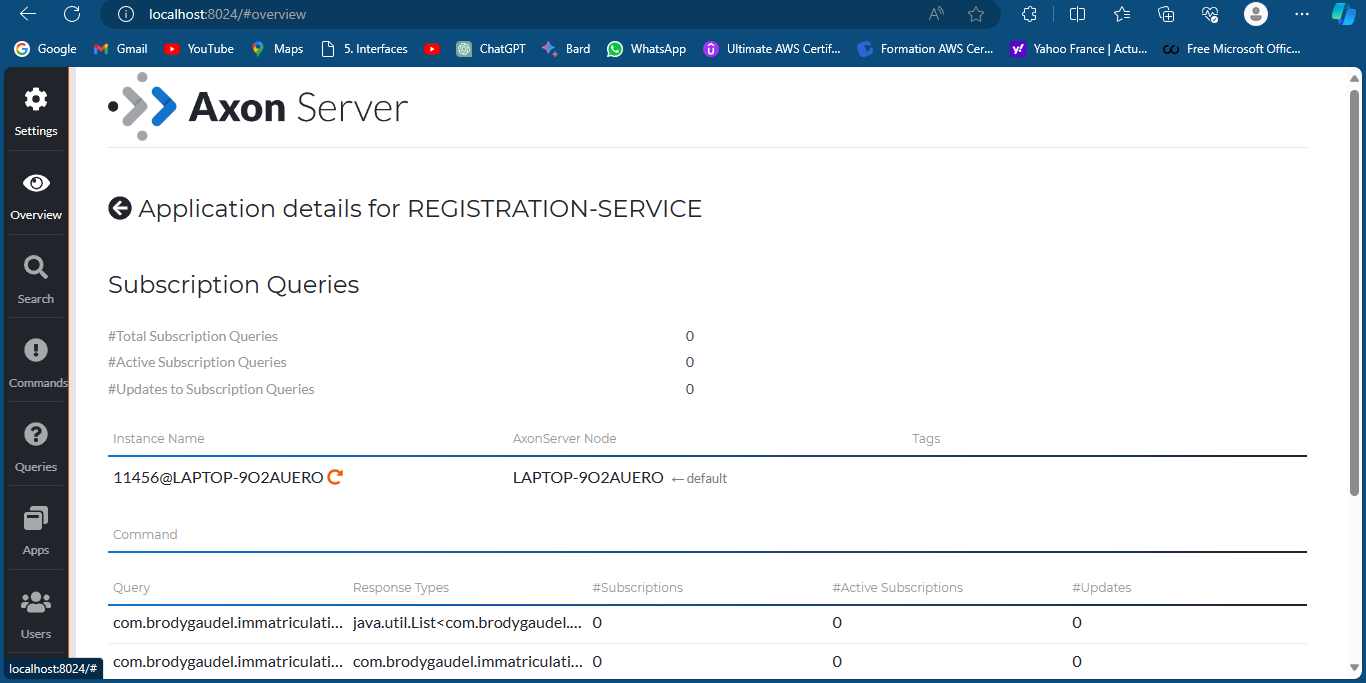 localhost:8024/#overview
Google Gmail YouTube Maps 5. Interfaces ChatGPT Bard WhatsApp Ultimate AWS Certif... Formation AWS Cer... Yahoo France | Actu... Free Microsoft Offic...
Axon Server
Settings
Overview
Search
Commands
Queries
Apps
Users
Application details for REGISTRATION-SERVICE
Subscription Queries
#Total Subscription Queries 0
#Active Subscription Queries 0
#Updates to Subscription Queries 0
Instance Name AxonServer Node Tags
11456@LAPTOP-9O2AUERO LAPTOP-9O2AUERO ←default
Command
Query Response Types #Subscriptions #Active Subscriptions #Updates
com.brodygaudel.immatriculati... java.util.List<com.brodygaudel.... 0 0 0
com.brodygaudel.immatriculati... com.brodygaudel.immatriculati... 0 0 0
localhost:8024/#